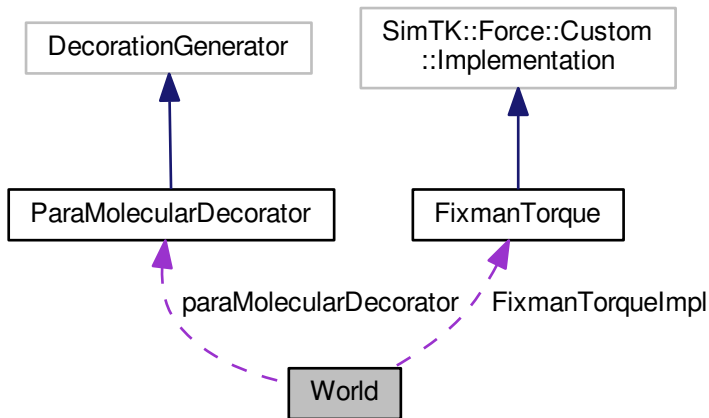 DecorationGenerator
SimTK::Force::Custom
::Implementation
ParaMolecularDecorator
FixmanTorque
paraMolecularDecorator
FixmanTorqueImpl
World